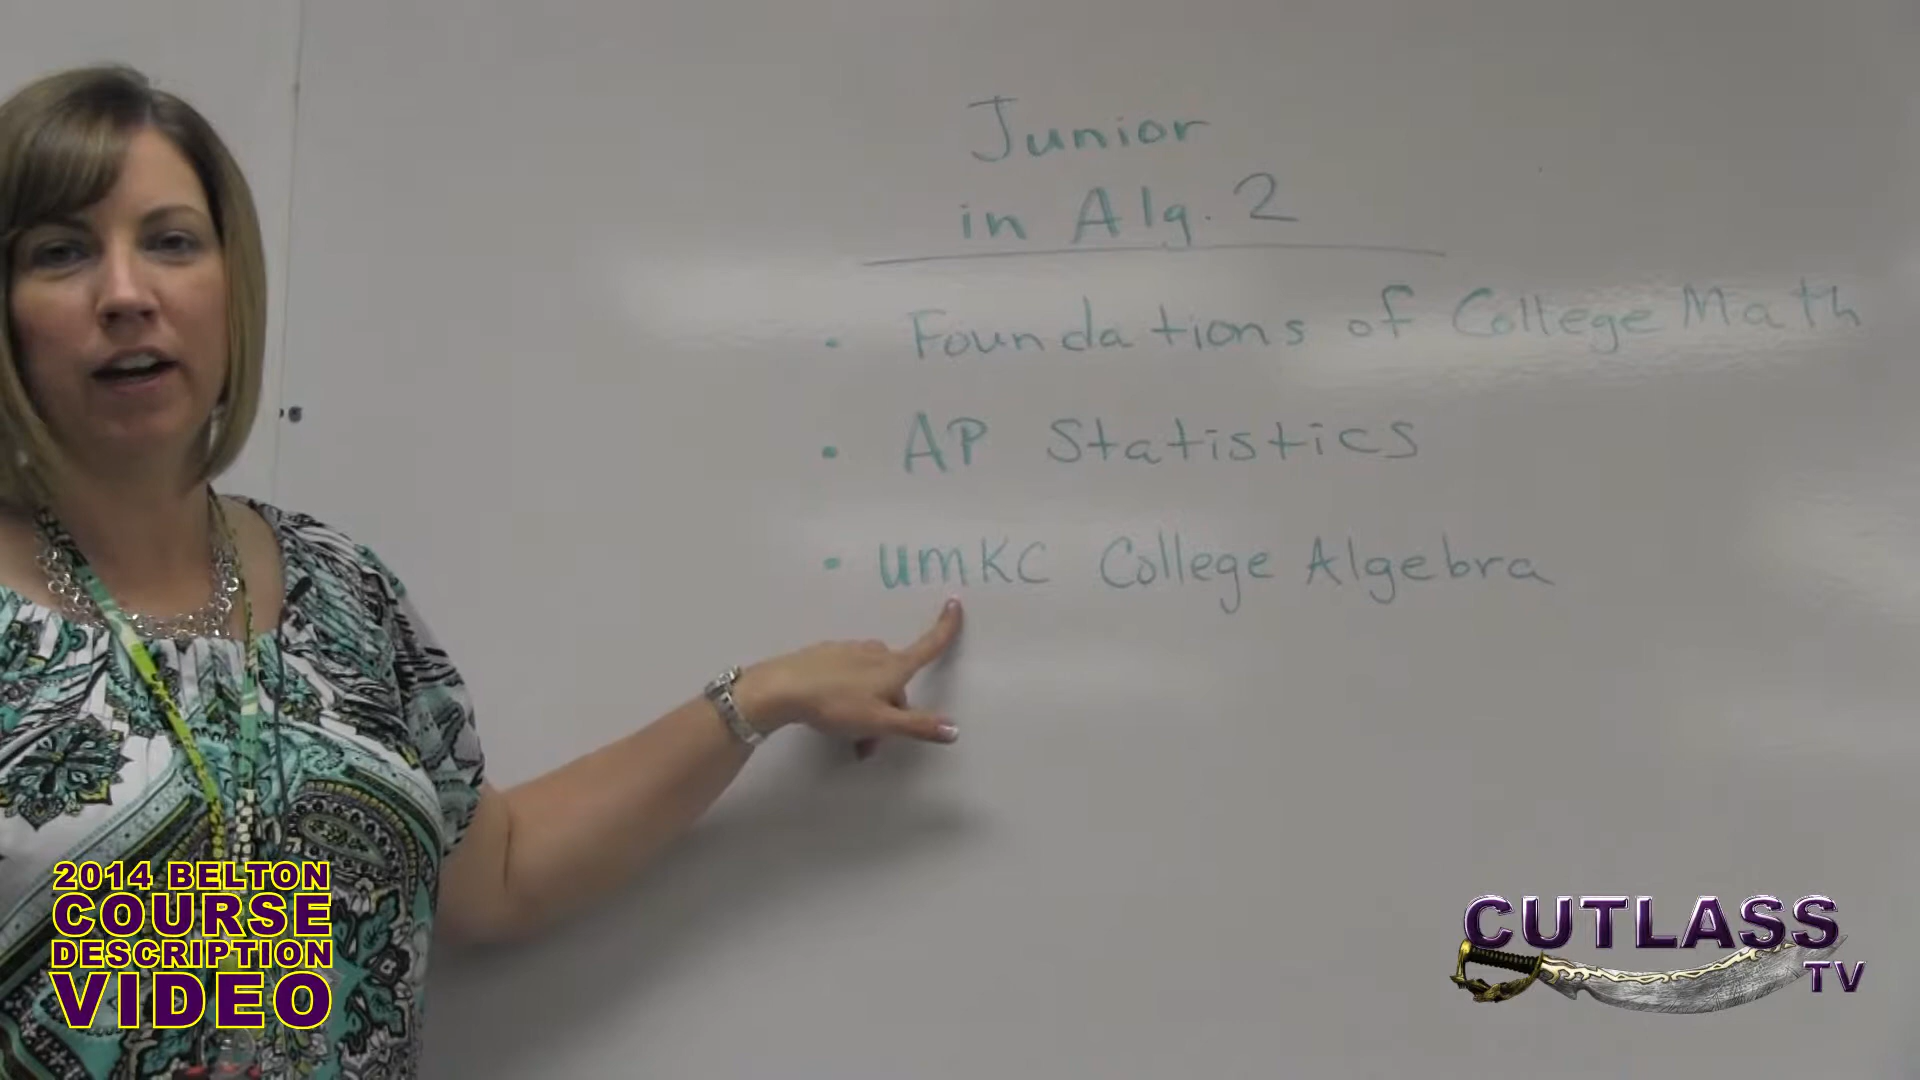 Junior
in Alg. 2
• Foundations of College Math
• AP Statistics
• UMKC College Algebra
2014 BELTON
COURSE
DESCRIPTION
VIDEO
CUTLASS
TV